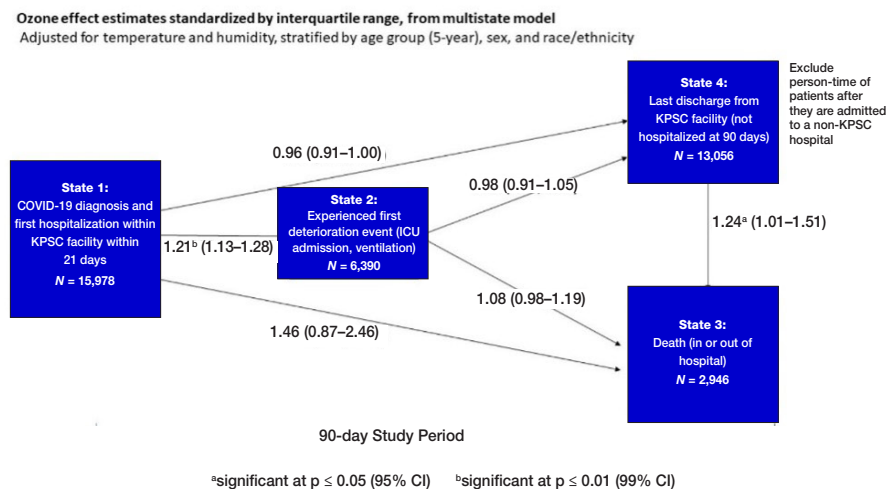 Ozone effect estimates standardized by interquartile range, from multistate model
Adjusted for temperature and humidity, stratified by age group (5-year), sex, and race/ethnicity
State 4:
Last discharge from
KPSC facility (not
hospitalized at 90 days)
N = 13,056
Exclude
person-time of
patients after
they are admitted
to a non-KPSC
hospital
0.96 (0.91–1.00)
State 1:
COVID-19 diagnosis and
first hospitalization within
KPSC facility within
21 days
N = 15,978
0.98 (0.91–1.05)
State 2:
Experienced first
deterioration event (ICU
admission, ventilation)
N = 6,390
1.21ᵇ (1.13–1.28)
1.24ᵃ (1.01–1.51)
1.08 (0.98–1.19)
1.46 (0.87–2.46)
State 3:
Death (in or out of
hospital)
N = 2,946
90-day Study Period
ᵃsignificant at p ≤ 0.05 (95% CI) ᵇsignificant at p ≤ 0.01 (99% CI)